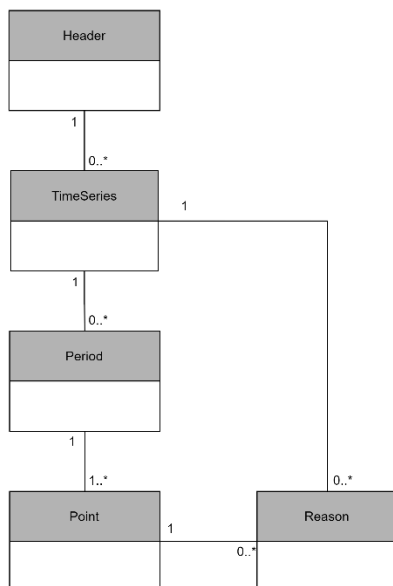 Header
1
0..*
TimeSeries
1
1
0..*
Period
1
1..*
0..*
Point
1
Reason
0..*